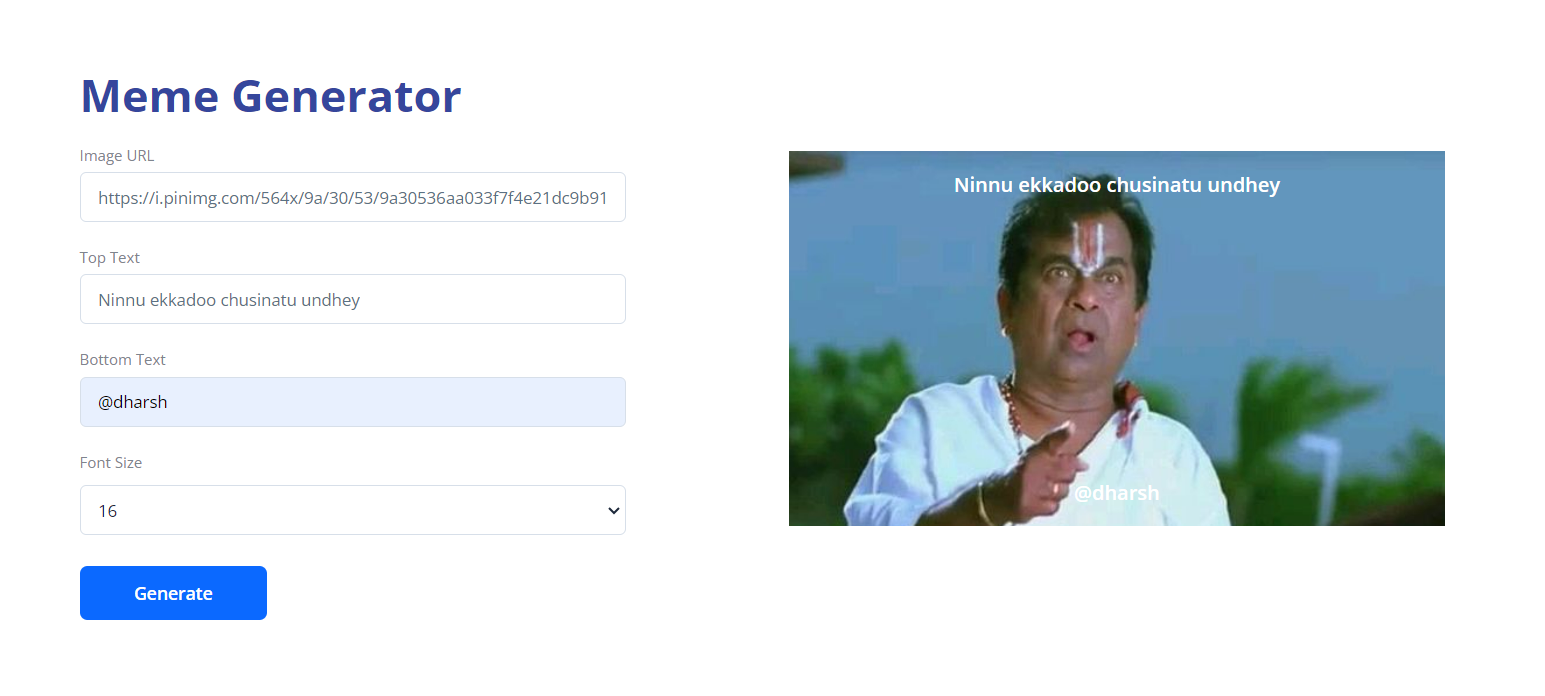 Meme Generator
Image URL
https://i.pinimg.com/564x/9a/30/53/9a30536aa033f7f4e21dc9b91
Top Text
Ninnu ekkadoo chusinatu undhey
Bottom Text
@dharsh
Font Size
16
Generate
Ninnu ekkadoo chusinatu undhey
@dharsh